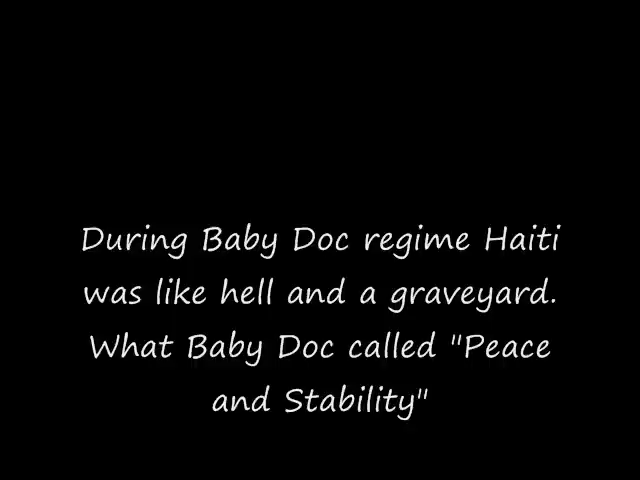 During Baby Doc regime Haiti
was like hell and a graveyard.
What Baby Doc called "Peace
and Stability"